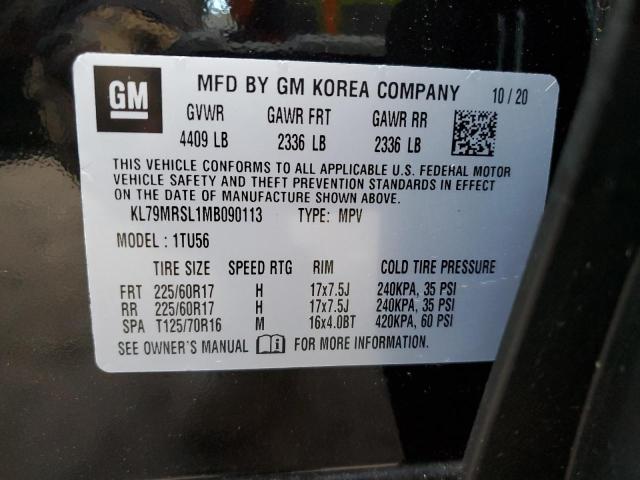 GM
MFD BY GM KOREA COMPANY 10/20
GVWR GAWR FRT GAWR RR
4409 LB 2336 LB 2336 LB
THIS VEHICLE CONFORMS TO ALL APPLICABLE U.S. FEDERAL MOTOR
VEHICLE SAFETY AND THEFT PREVENTION STANDARDS IN EFFECT
ON THE DATE OF MANUFACTURE SHOWN ABOVE.
KL79MRSL1MB090113 TYPE: MPV
MODEL : 1TU56
TIRE SIZE SPEED RTG RIM COLD TIRE PRESSURE
FRT 225/60R17 H 17x7.5J 240KPA, 35 PSI
RR 225/60R17 H 17x7.5J 240KPA, 35 PSI
SPA T125/70R16 M 16x4.0BT 420KPA, 60 PSI
SEE OWNER'S MANUAL FOR MORE INFORMATION.